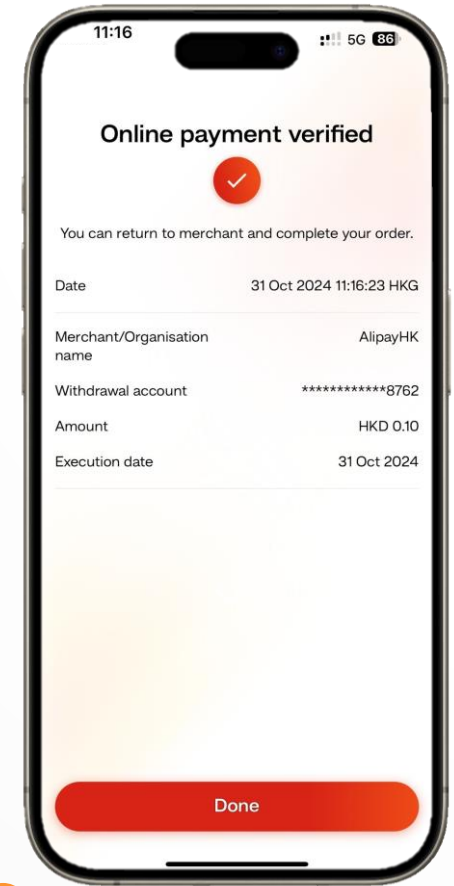 11:16
5G 86
Online payment verified
You can return to merchant and complete your order.
Date 31 Oct 2024 11:16:23 HKG
Merchant/Organisation AlipayHK
name
Withdrawal account ************8762
Amount HKD 0.10
Execution date 31 Oct 2024
Done